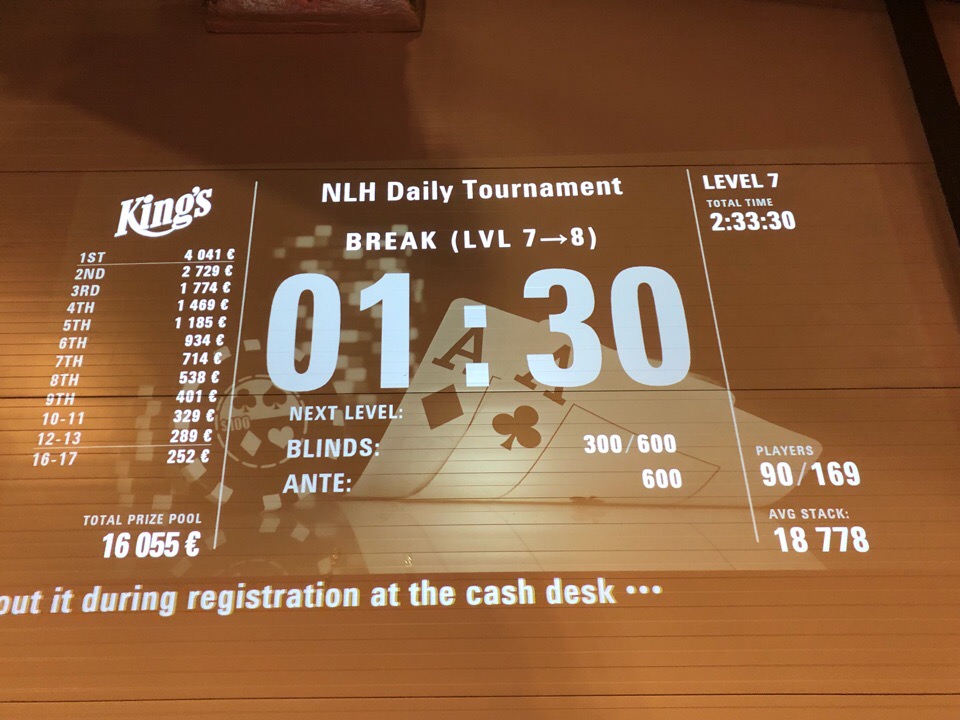 King's
1ST 4 041 €
2ND 2 729 €
3RD 1 774 €
4TH 1 469 €
5TH 1 185 €
6TH 934 €
7TH 714 €
8TH 538 €
9TH 401 €
10-11 329 €
12-13 289 €
16-17 252 €
TOTAL PRIZE POOL
16 055 €
NLH Daily Tournament
BREAK (LVL 7→8)
01:30
A
A
$100
NEXT LEVEL:
BLINDS: 300/600
ANTE: 600
LEVEL 7
TOTAL TIME
2:33:30
PLAYERS
90/169
AVG STACK:
18 778
out it during registration at the cash desk •••